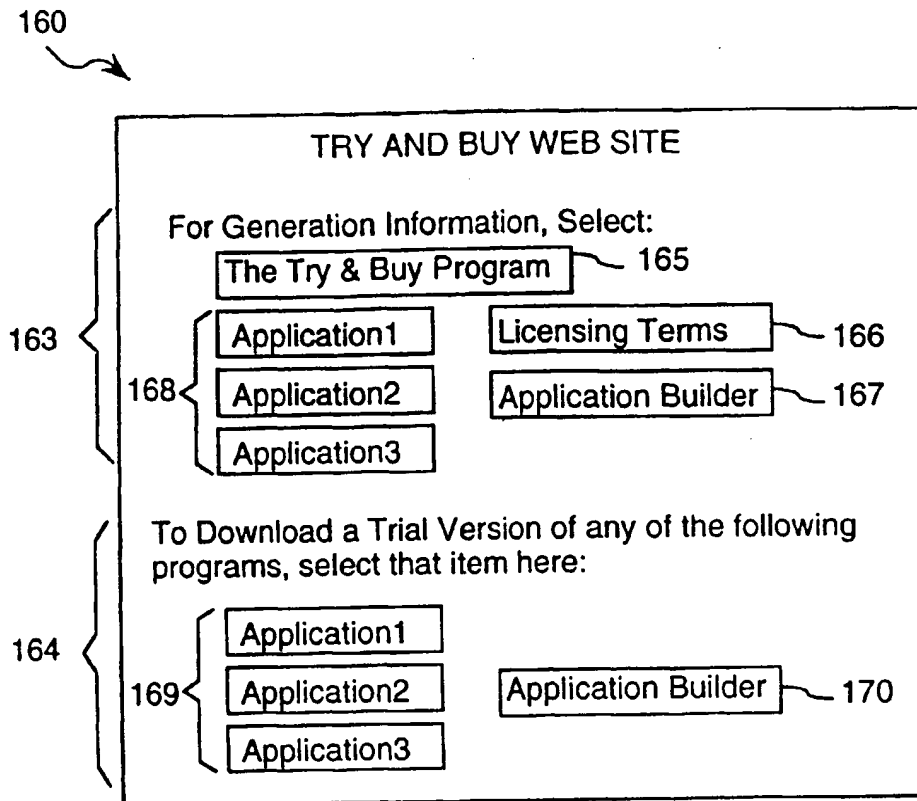 160
TRY AND BUY WEB SITE
For Generation Information, Select:
The Try & Buy Program 165
163
168 Application1 Licensing Terms 166
Application2 Application Builder 167
Application3
To Download a Trial Version of any of the following
programs, select that item here:
164
169 Application1
Application2 Application Builder 170
Application3